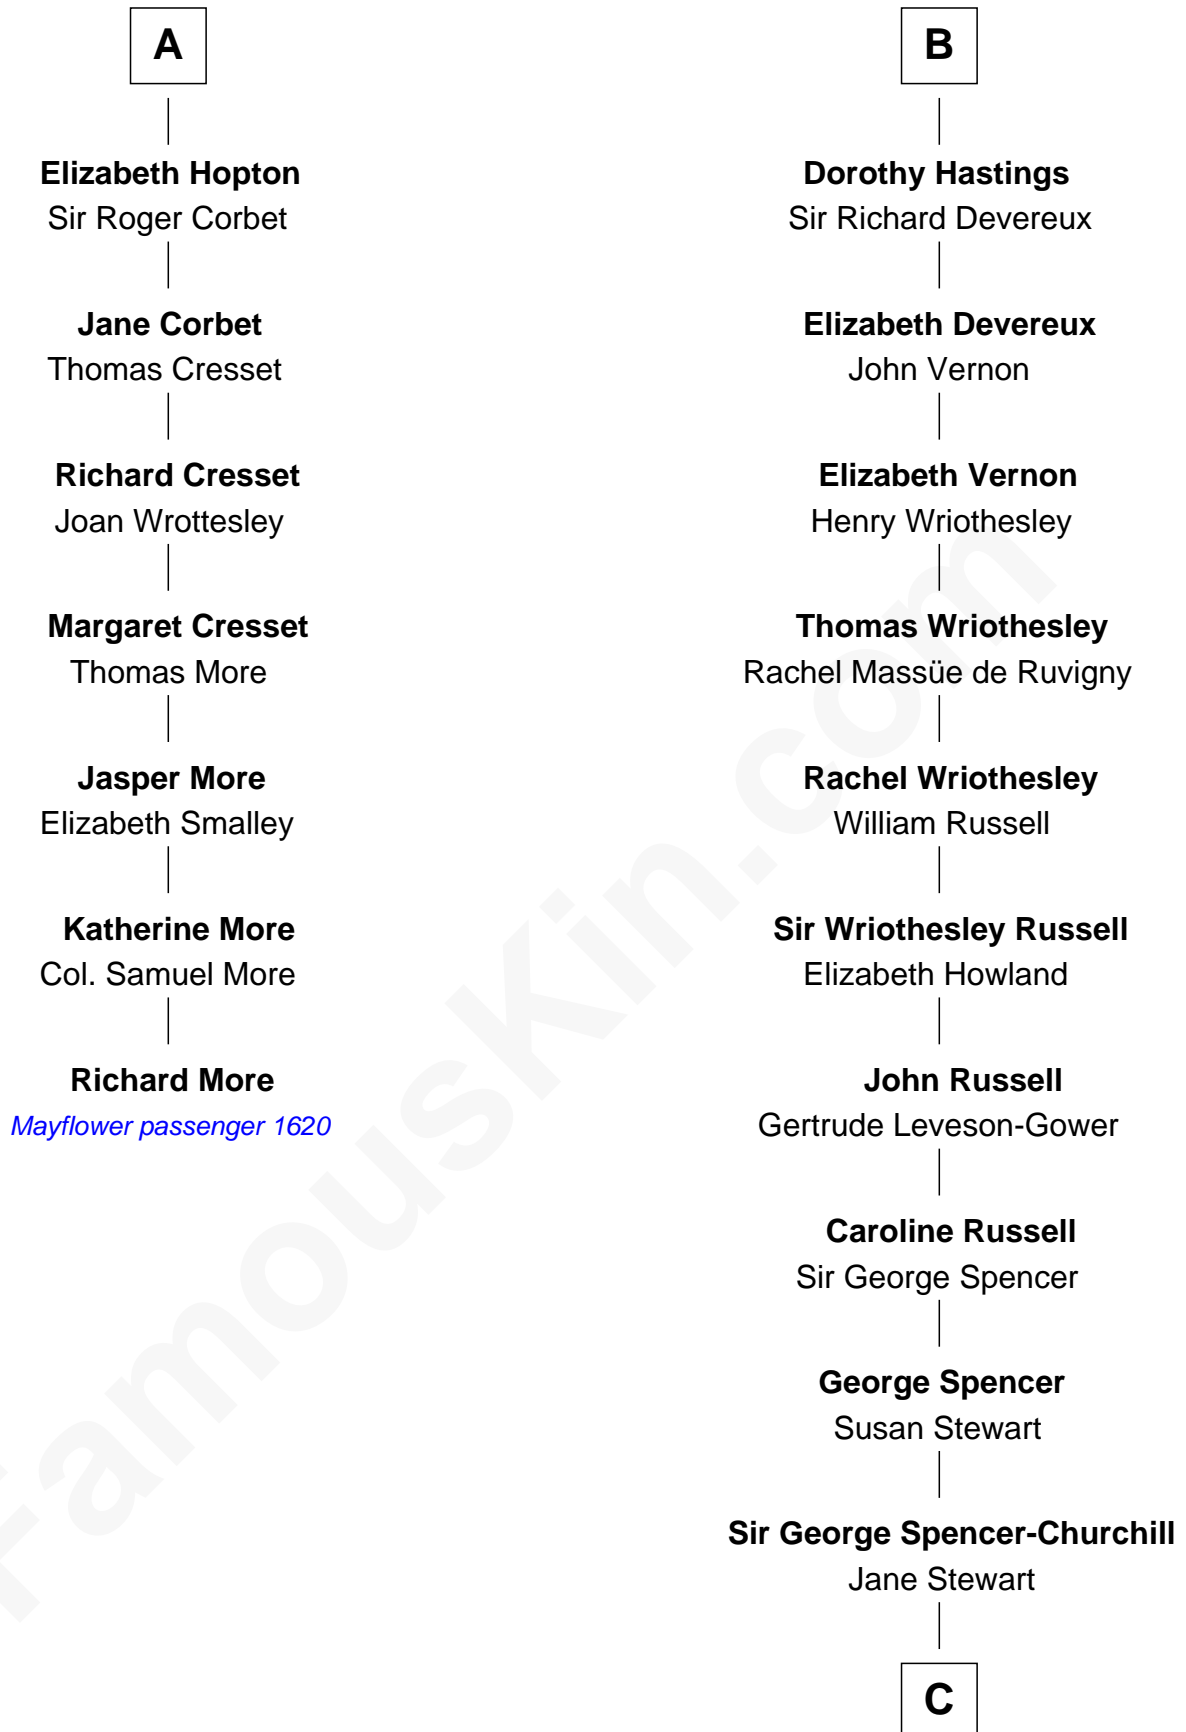 A
Elizabeth Hopton
Sir Roger Corbet
Jane Corbet
Thomas Cresset
Richard Cresset
Joan Wrottesley
Margaret Cresset
Thomas More
Jasper More
Elizabeth Smalley
Katherine More
Col. Samuel More
Richard More
Mayflower passenger 1620
B
Dorothy Hastings
Sir Richard Devereux
Elizabeth Devereux
John Vernon
Elizabeth Vernon
Henry Wriothesley
Thomas Wriothesley
Rachel Massüe de Ruvigny
Rachel Wriothesley
William Russell
Sir Wriothesley Russell
Elizabeth Howland
John Russell
Gertrude Leveson-Gower
Caroline Russell
Sir George Spencer
George Spencer
Susan Stewart
Sir George Spencer-Churchill
Jane Stewart
C
FamousKin.com